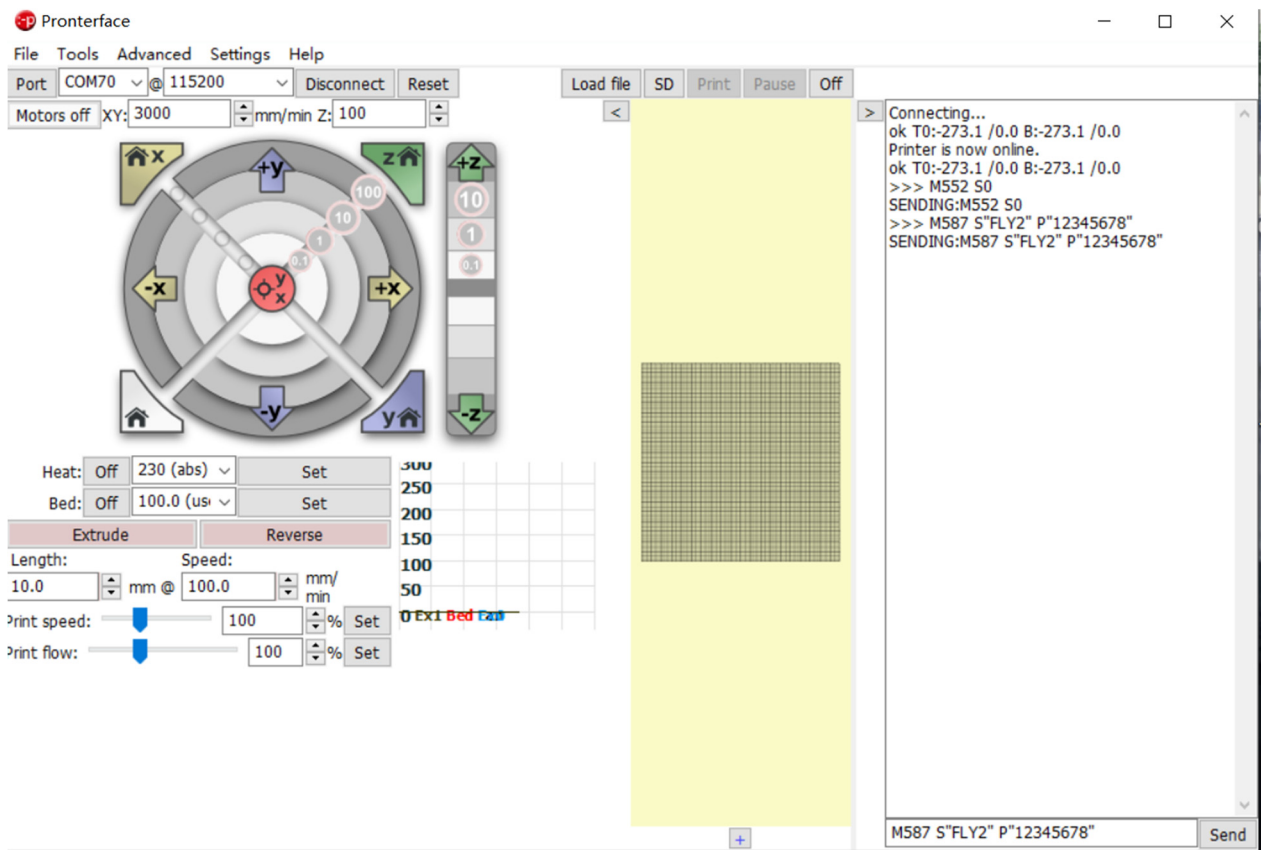 Pronterface
File Tools Advanced Settings Help
Port COM70 @ 115200 Disconnect Reset Load file SD Print Pause Off
Motors off XY: 3000 mm/min Z: 100 < >
x +y z +z
100 10 1 0.1
10
1
0.1
-x y x +x
-y y -z
Heat: Off 230 (abs) Set
Bed: Off 100.0 (us Set
Extrude Reverse
Length: Speed:
10.0 mm @ 100.0 mm/
min
Print speed: 100 % Set
Print flow: 100 % Set
300
250
200
150
100
50
0 Ex1 Bed
Connecting...
ok T0:-273.1 /0.0 B:-273.1 /0.0
Printer is now online.
ok T0:-273.1 /0.0 B:-273.1 /0.0
>>> M552 S0
SENDING:M552 S0
>>> M587 S"FLY2" P"12345678"
SENDING:M587 S"FLY2" P"12345678"
+
M587 S"FLY2" P"12345678" Send